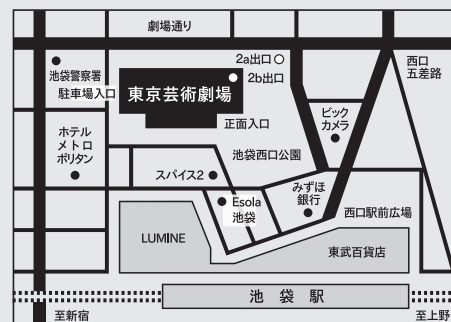 劇場通り
2a出口
2b出口
西口
五差路
池袋警察署
駐車場入口
東京芸術劇場
正面入口
ビック
カメラ
ホテル
メトロ
ポリタン
池袋西口公園
スパイス2
Esola
池袋
みずほ
銀行
西口駅前広場
LUMINE
東武百貨店
池袋駅
至新宿
至上野